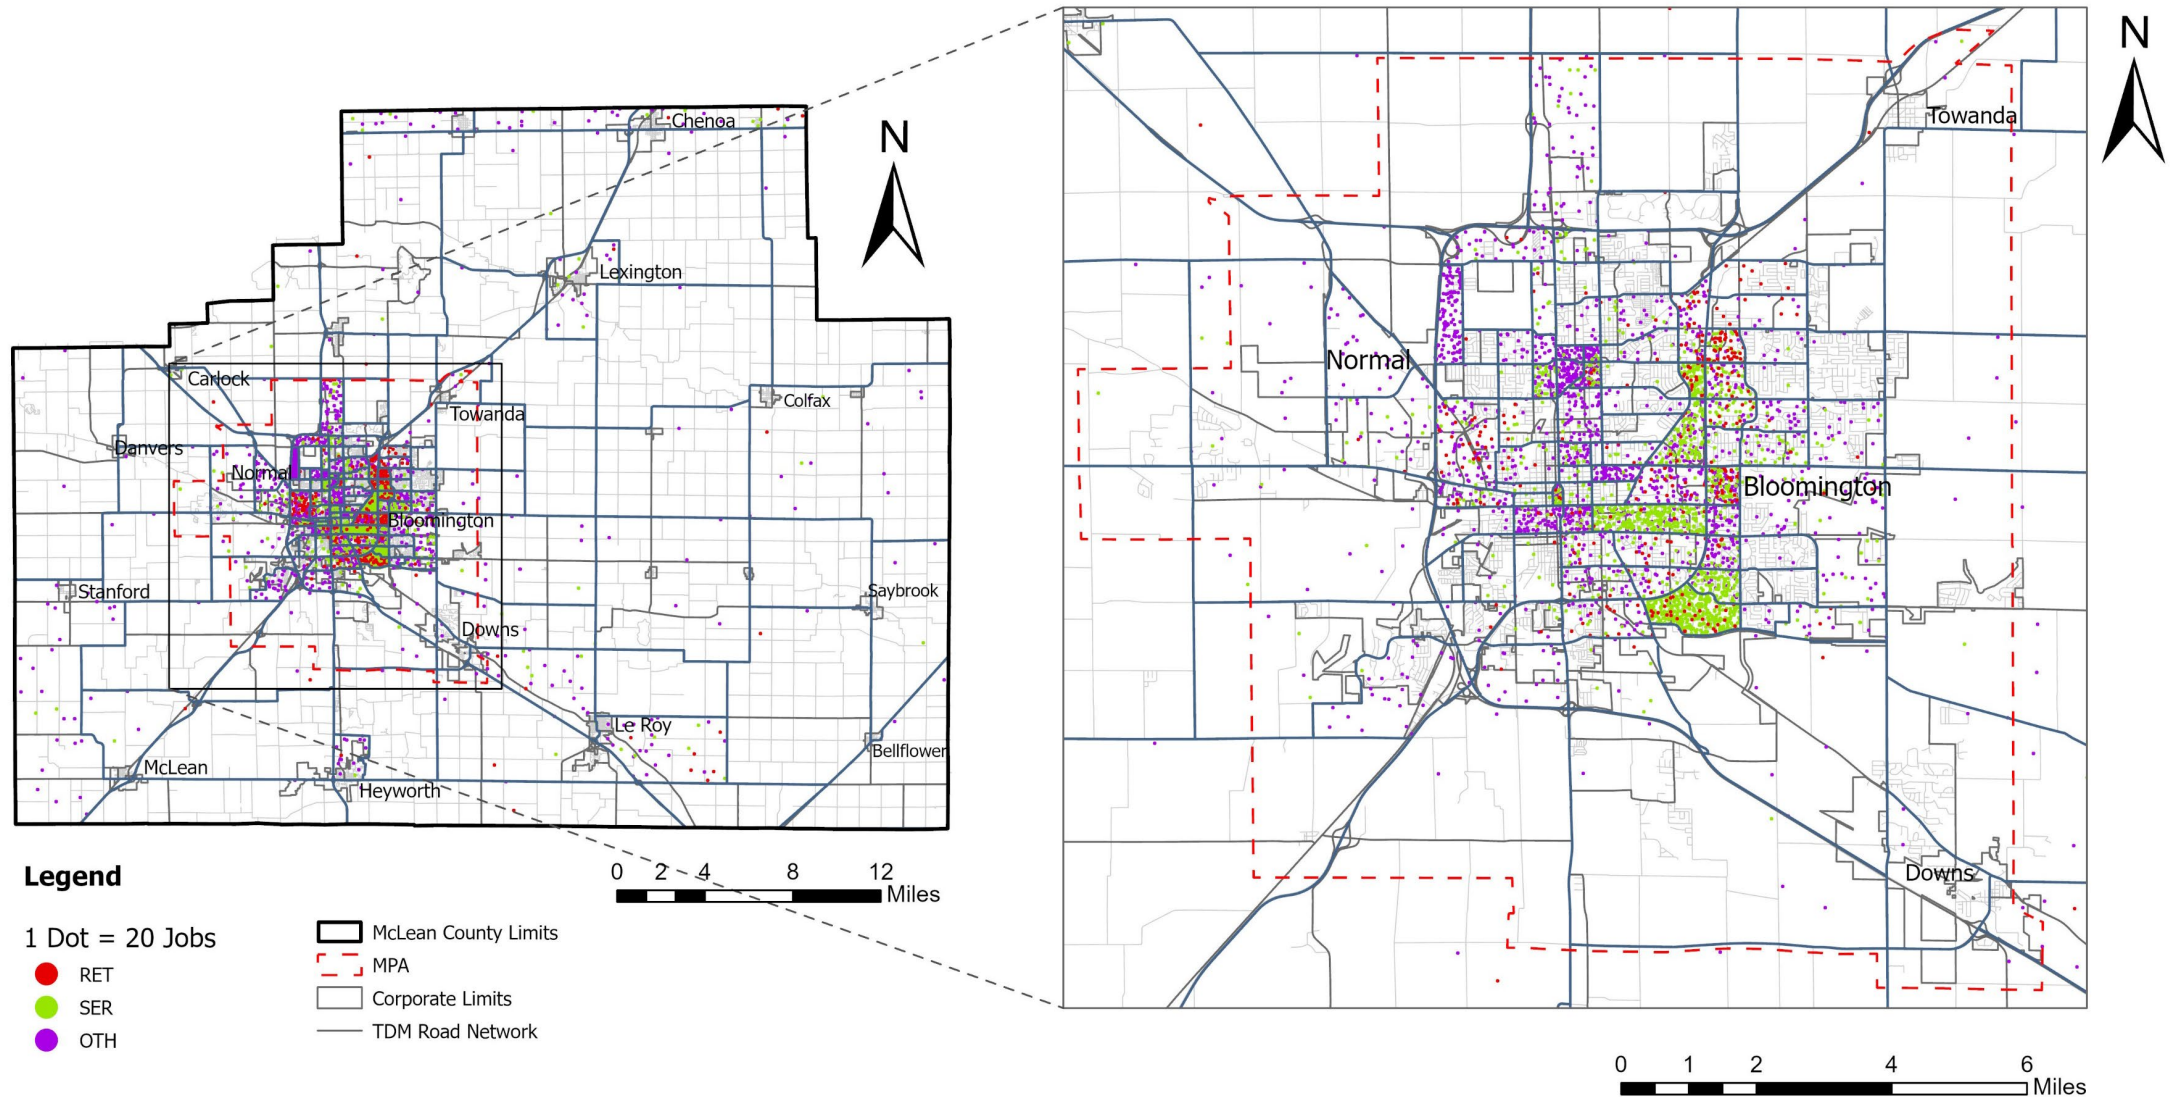 N
Chenoa
Lexington
Carlock
Towanda
Colfax
Danvers
Normal
Bloomington
Stanford
Saybrook
Downs
Le Roy
Bellflower
McLean
Heyworth
N
Towanda
Normal
Bloomington
Downs
Legend
1 Dot = 20 Jobs
RET
SER
OTH
McLean County Limits
MPA
Corporate Limits
TDM Road Network
0 2 4 8 12
Miles
0 1 2 4 6
Miles